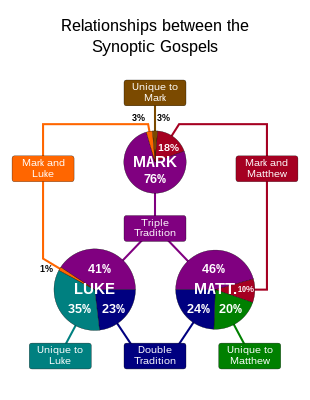 Relationships between the
Synoptic Gospels
Unique to
Mark
3%
3%
18%
Mark and
Luke
MARK
Mark and
Matthew
76%
Triple
Tradition
1%
41%
46%
LUKE
MATT.
10%
35%
23%
24%
20%
Unique to
Luke
Double
Tradition
Unique to
Matthew